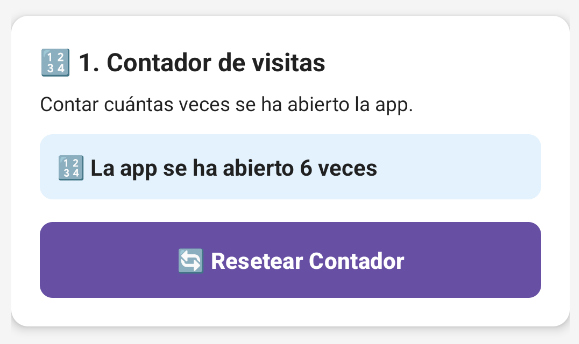 🔢 1. Contador de visitas
Contar cuántas veces se ha abierto la app.
🔢 La app se ha abierto 6 veces
🔄 Resetear Contador